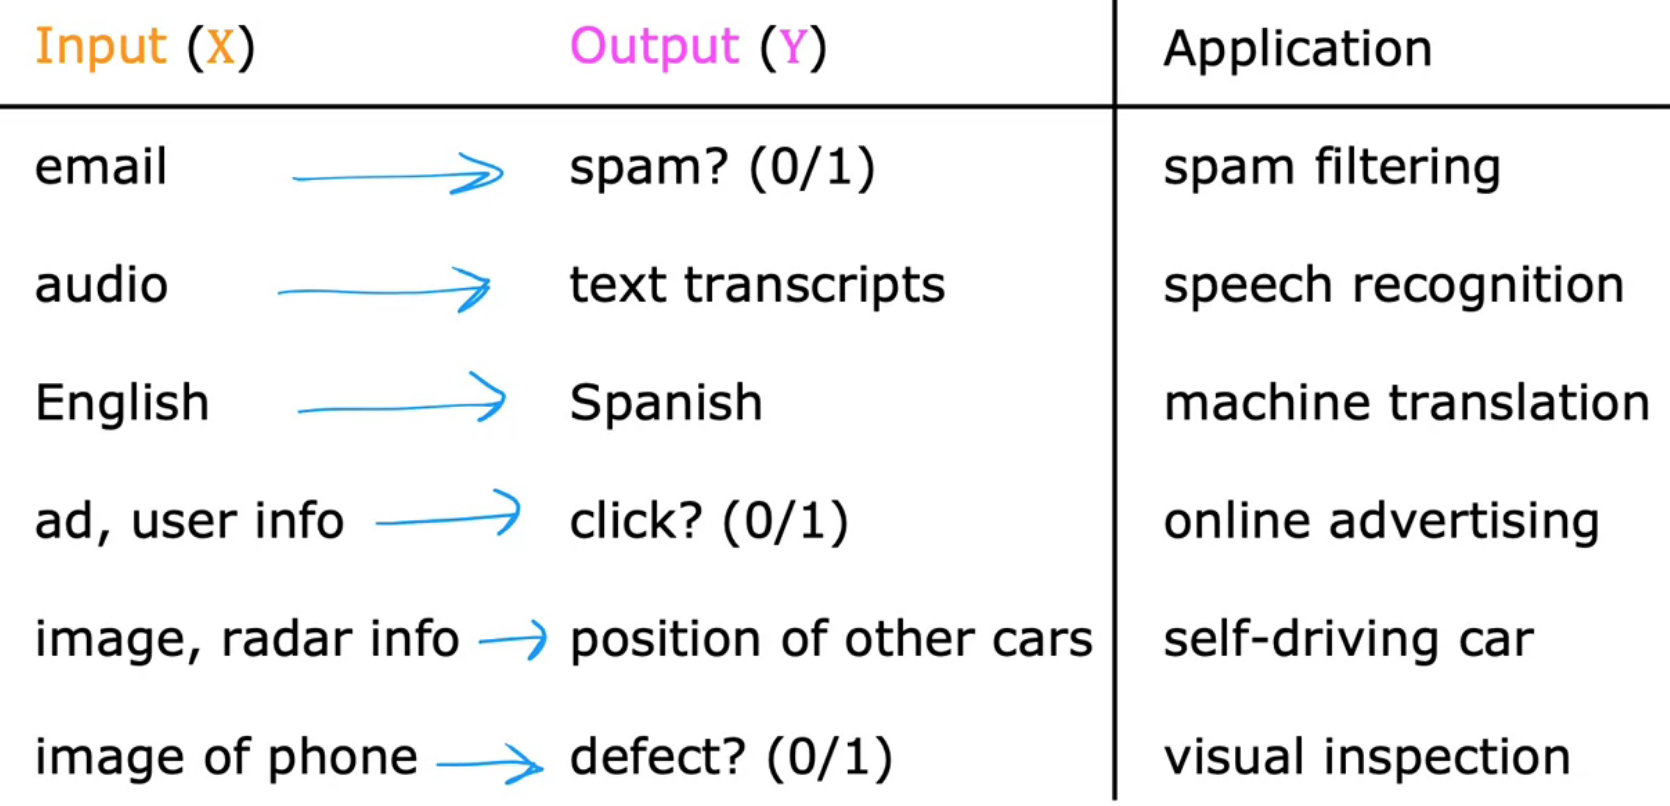 Input (X) Output (Y) Application
email spam? (0/1) spam filtering
audio text transcripts speech recognition
English Spanish machine translation
ad, user info click? (0/1) online advertising
image, radar info position of other cars self-driving car
image of phone defect? (0/1) visual inspection